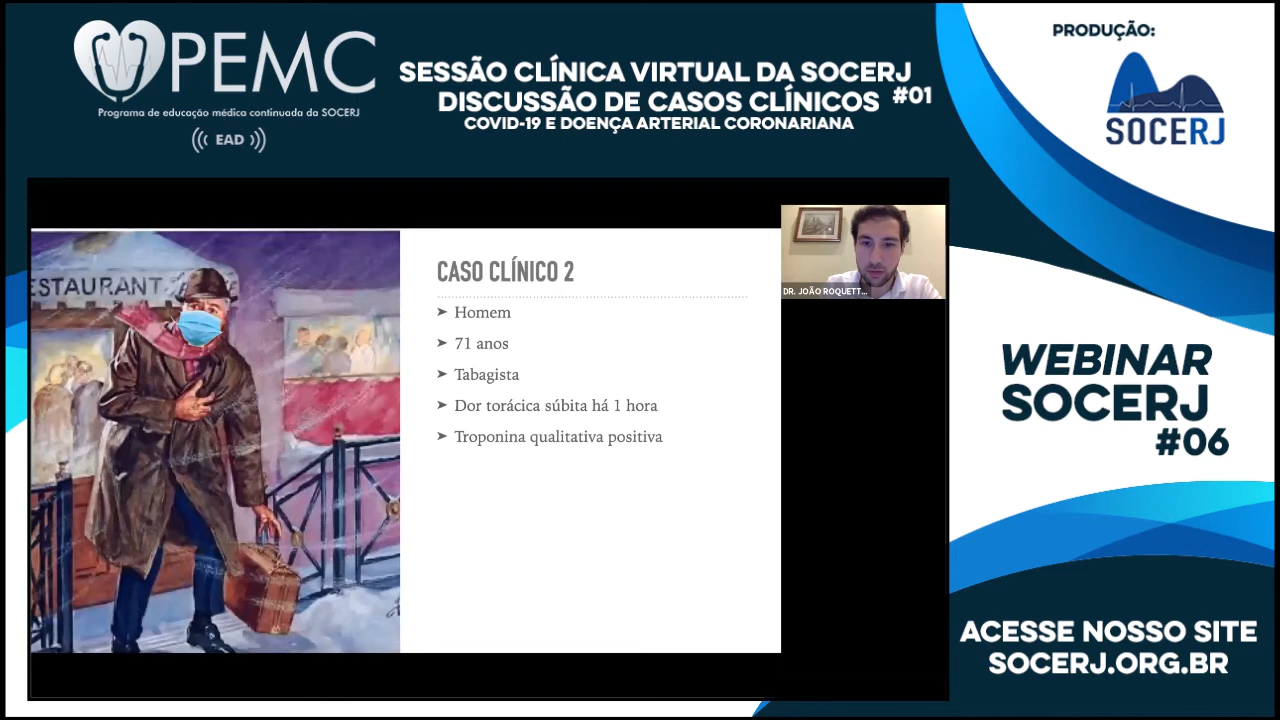 PEMC
Programa de educação médica continuada da SOCERJ
EAD
SESSÃO CLÍNICA VIRTUAL DA SOCERJ
DISCUSSÃO DE CASOS CLÍNICOS #01
COVID-19 E DOENÇA ARTERIAL CORONARIANA
PRODUÇÃO:
SOCERJ
ESTAURANT
CASO CLÍNICO 2
➤ Homem
➤ 71 anos
➤ Tabagista
➤ Dor torácica súbita há 1 hora
➤ Troponina qualitativa positiva
DR. JOÃO ROQUETT...
WEBINAR
SOCERJ
#06
ACESSE NOSSO SITE
SOCERJ.ORG.BR